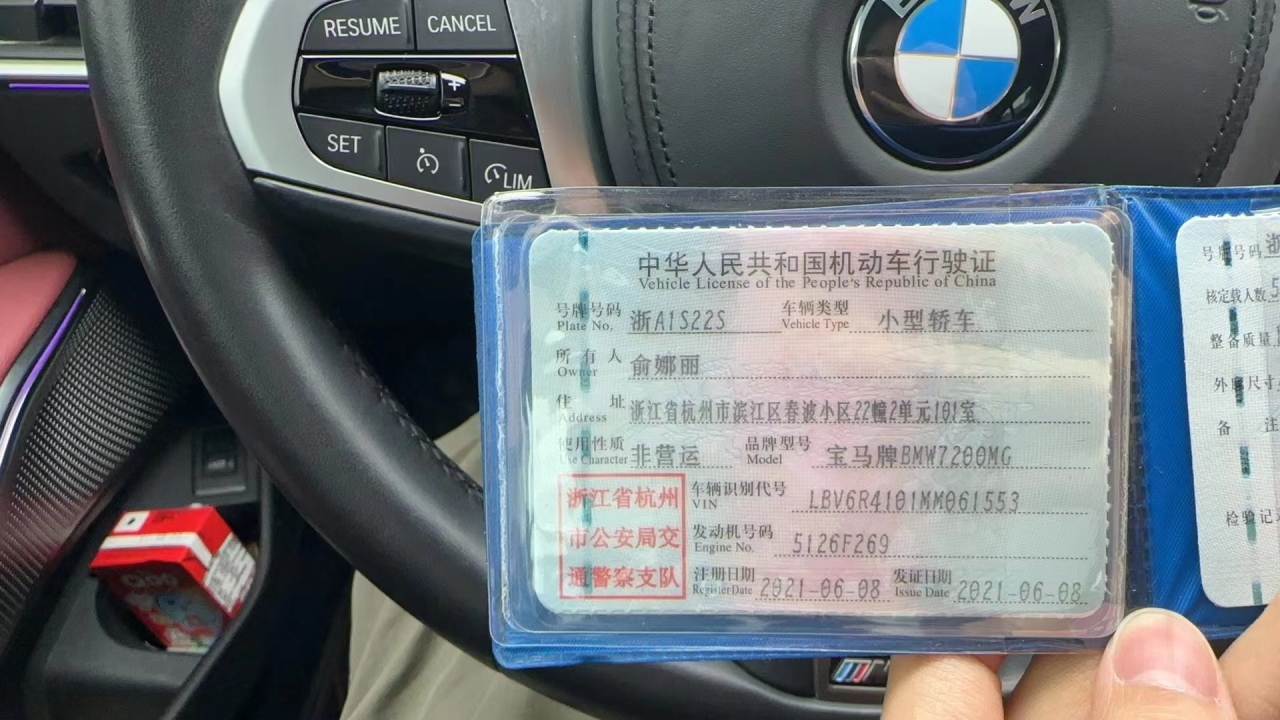 RESUME
CANCEL
SET
LIM
中华人民共和国机动车行驶证
Vehicle License of the People's Republic of China
号牌号码 浙A1S22S 车辆类型 小型轿车
Plate No. Vehicle Type
所有人 俞娜丽
Owner
住址 浙江省杭州市滨江区春波小区22幢2单元101室
Address
使用性质 非营运 品牌型号 宝马牌BMW7200MG
Use Character Model
浙江省杭州
市公安局交
通警察支队
车辆识别代号 LBV6R4101MM061553
VIN
发动机号码 5126F269
Engine No.
注册日期 2021-06-08 发证日期 2021-06-08
Register Date Issue Date
号牌号码 浙
核定载人数 5
整备质量
外廓尺寸
备 注
检验记